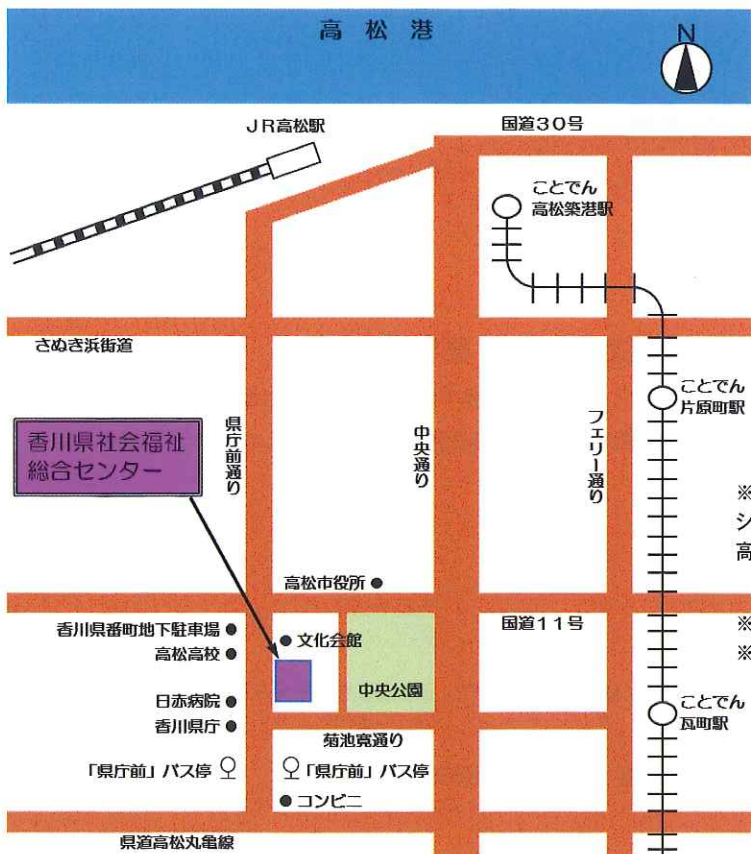 高松港
N
JR高松駅
国道30号
ことでん
高松築港駅
さぬき浜街道
ことでん
片原町駅
香川県社会福祉
総合センター
県庁前通り
中央通り
フェリー通り
※
シ
高
高松市役所
香川県番町地下駐車場
文化会館
国道11号
※
高松高校
※
日赤病院
中央公園
ことでん
瓦町駅
香川県庁
菊池寛通り
「県庁前」バス停
「県庁前」バス停
コンビニ
県道高松丸亀線